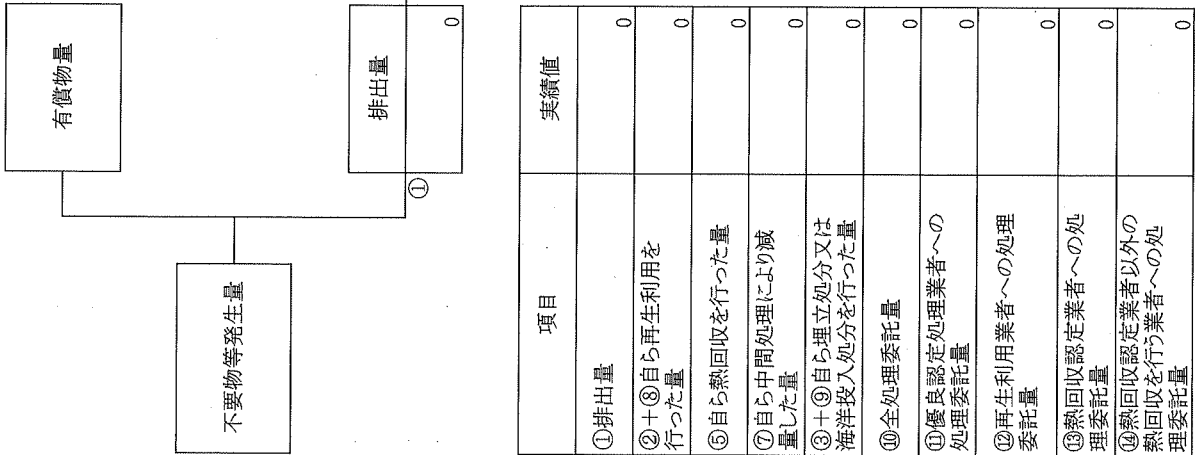 有償物量
不要物等発生量
排出量
①
0
項目
実績値
①排出量
0
②+⑧自ら再生利用を
行った量
0
⑤自ら熱回収を行った量
0
⑦自ら中間処理により減
量した量
0
③+⑨自ら埋立処分又は
海洋投入処分を行った量
0
⑩全処理委託量
0
⑪優良認定処理業者への
処理委託量
0
⑫再生利用業者への処理
委託量
0
⑬熱回収認定業者への処
理委託量
0
⑭熱回収認定業者以外の
熱回収を行う業者への処
理委託量
0